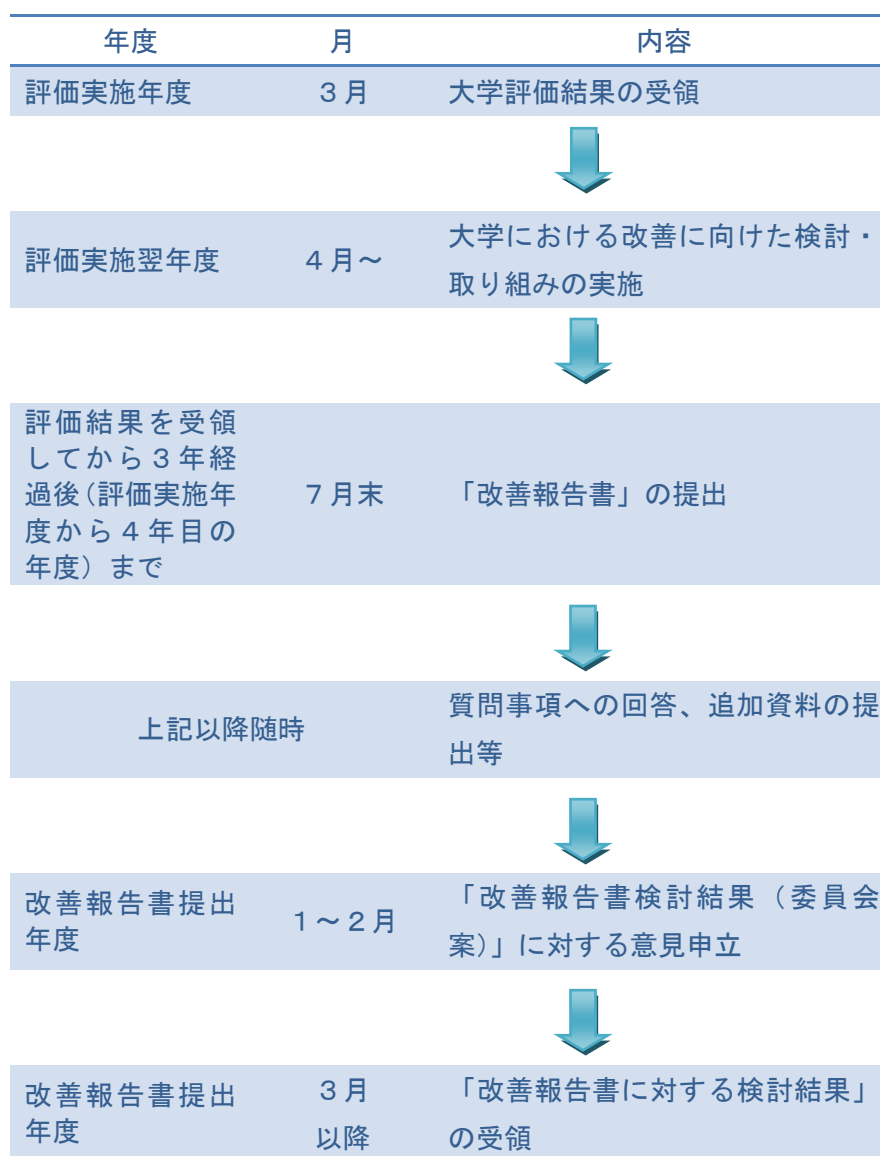 年度 月 内容
評価実施年度 3月 大学評価結果の受領
評価実施翌年度 4月~ 大学における改善に向けた検討・
取り組みの実施
評価結果を受領
してから3年経
過後(評価実施年
度から4年目の
年度)まで
7月末 「改善報告書」の提出
上記以降随時
質問事項への回答、追加資料の提
出等
改善報告書提出
年度
1~2月
「改善報告書検討結果(委員会
案)」に対する意見申立
改善報告書提出
年度
3月
以降
「改善報告書に対する検討結果」
の受領